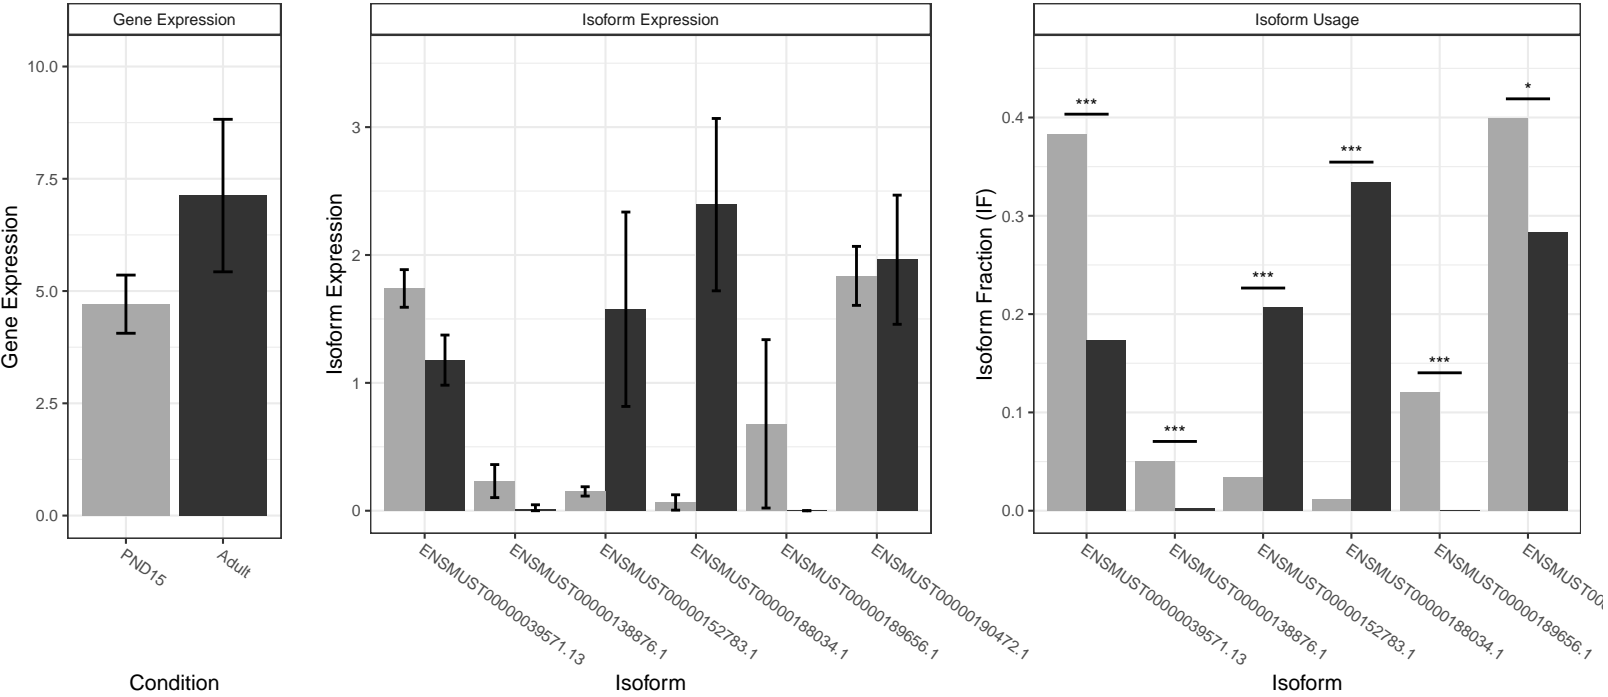 Gene Expression
Isoform Expression
Isoform Usage
Gene Expression
10.0
7.5
5.0
2.5
0.0
PND15
Adult
Condition
Isoform Expression
3
2
1
0
ENSMUST00000039571.13
ENSMUST00000138876.1
ENSMUST00000152783.1
ENSMUST00000188034.1
ENSMUST00000189656.1
ENSMUST00000190472.1
Isoform
Isoform Fraction (IF)
0.4
0.3
0.2
0.1
0.0
***
***
***
***
***
*
ENSMUST00000039571.13
ENSMUST00000138876.1
ENSMUST00000152783.1
ENSMUST00000188034.1
ENSMUST00000189656.1
Isoform